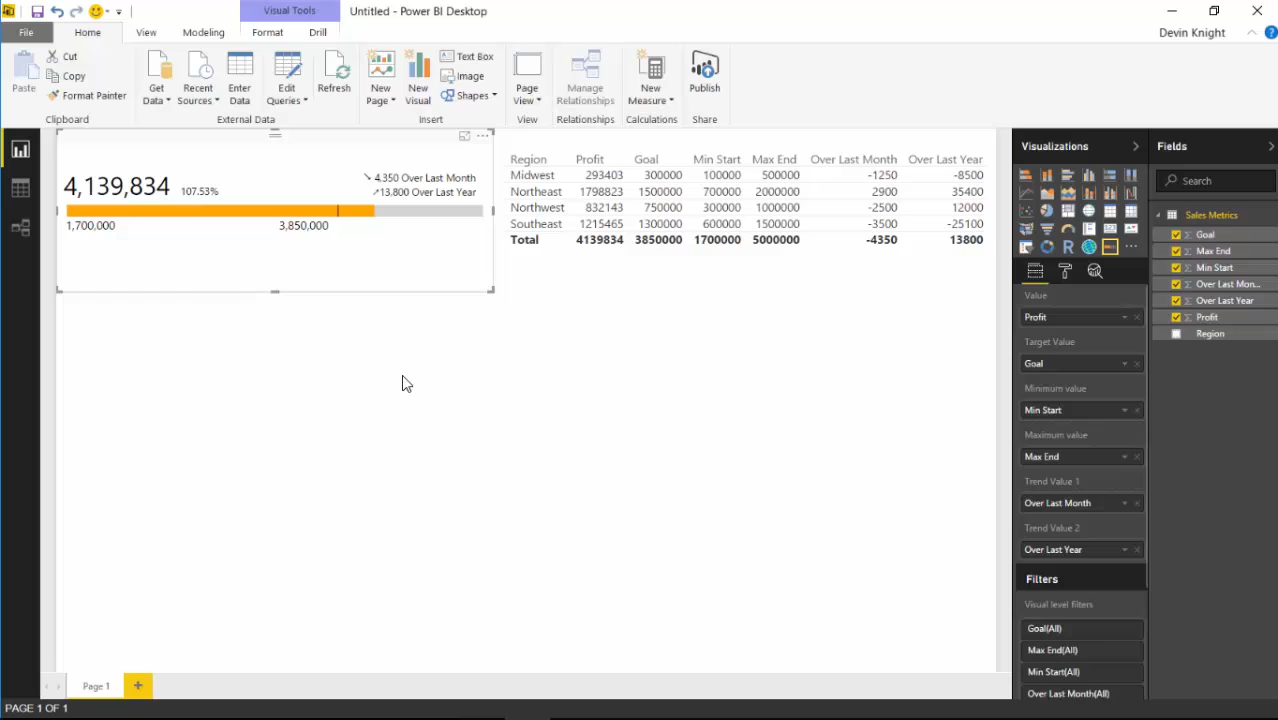 Visual Tools
Untitled - Power BI Desktop
File
Home
View
Modeling
Format
Drill
Devin Knight
Paste
Cut
Copy
Format Painter
Clipboard
Get Data
Recent Sources
Enter Data
Edit Queries
Refresh
External Data
New Page
New Visual
Text Box
Image
Shapes
Insert
Page View
View
Manage Relationships
Relationships
New Measure
Calculations
Publish
Share
4,139,834 107.53%
4,350 Over Last Month
13,800 Over Last Year
1,700,000 3,850,000
Region Profit Goal Min Start Max End Over Last Month Over Last Year
Midwest 293403 300000 100000 500000 -1250 -8500
Northeast 1798823 1500000 700000 2000000 2900 35400
Northwest 832143 750000 300000 1000000 -2500 12000
Southeast 1215465 1300000 600000 1500000 -3500 -25100
Total 4139834 3850000 1700000 5000000 -4350 13800
Visualizations
R
Value
Profit
Target Value
Goal
Minimum value
Min Start
Maximum value
Max End
Trend Value 1
Over Last Month
Trend Value 2
Over Last Year
Filters
Visual level filters
Goal(All)
Max End(All)
Min Start(All)
Over Last Month(All)
Fields
Search
Sales Metrics
Goal
Max End
Min Start
Over Last Mon...
Over Last Year
Profit
Region
Page 1
PAGE 1 OF 1